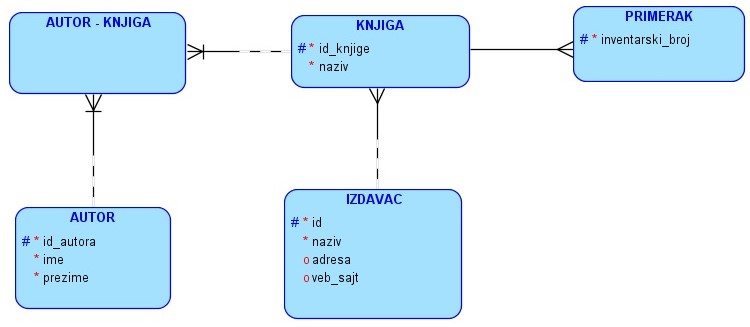 AUTOR - KNJIGA
KNJIGA
# * id_knjige
* naziv
PRIMERAK
# * inventarski_broj
AUTOR
# * id_autora
* ime
* prezime
IZDAVAC
# * id
* naziv
o adresa
o veb_sajt